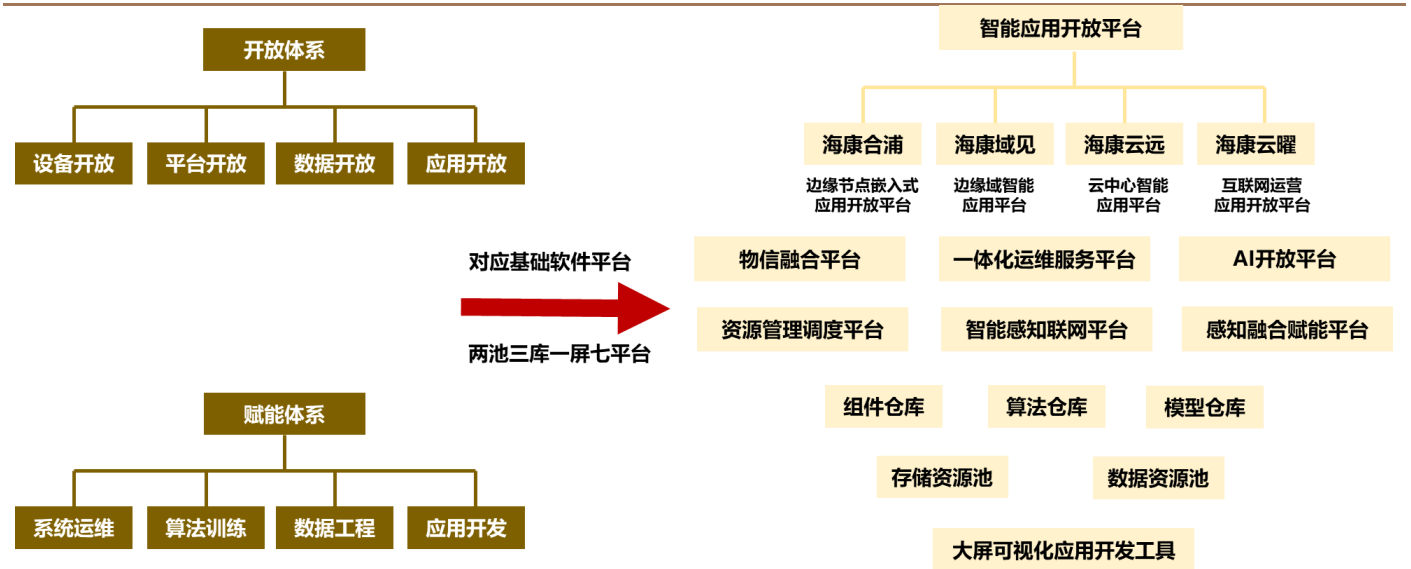 开放体系
设备开放
平台开放
数据开放
应用开放
对应基础软件平台
两池三库一屏七平台
赋能体系
系统运维
算法训练
数据工程
应用开发
智能应用开放平台
海康合浦
海康域见
海康云远
海康云曜
边缘节点嵌入式
应用开放平台
边缘域智能
应用平台
云中心智能
应用平台
互联网运营
应用开放平台
物信融合平台
一体化运维服务平台
AI开放平台
资源管理调度平台
智能感知联网平台
感知融合赋能平台
组件仓库
算法仓库
模型仓库
存储资源池
数据资源池
大屏可视化应用开发工具